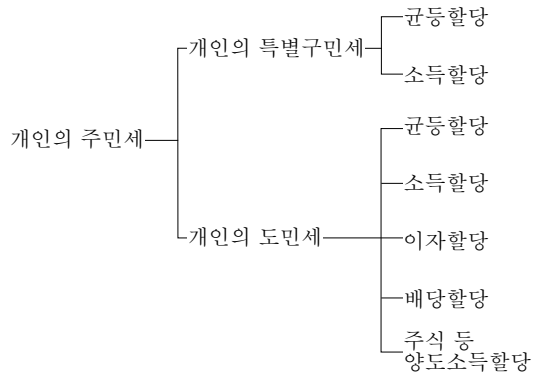 개인의 주민세
개인의 특별구민세
균등할당
소득할당
개인의 도민세
균등할당
소득할당
이자할당
배당할당
주식 등
양도소득할당